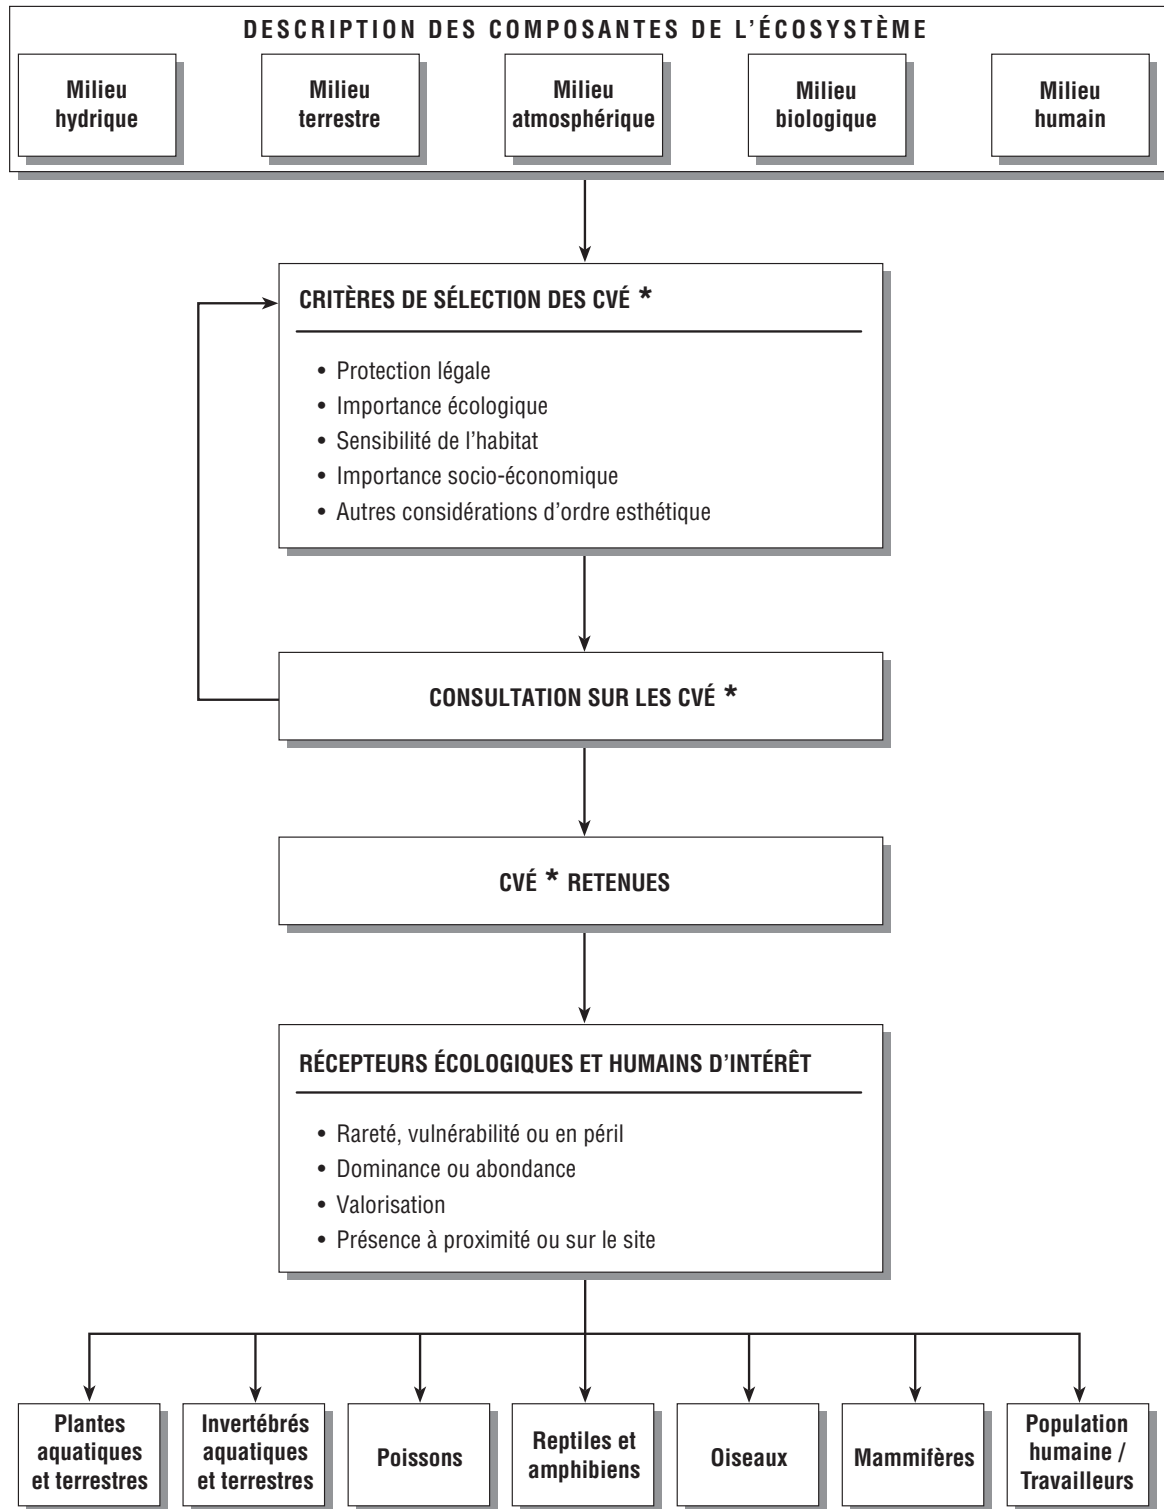 DESCRIPTION DES COMPOSANTES DE L'ÉCOSYSTÈME
Milieu
hydrique
Milieu
terrestre
Milieu
atmosphérique
Milieu
biologique
Milieu
humain
CRITÈRES DE SÉLECTION DES CVÉ *
• Protection légale
• Importance écologique
• Sensibilité de l'habitat
• Importance socio-économique
• Autres considérations d'ordre esthétique
CONSULTATION SUR LES CVÉ *
CVÉ * RETENUES
RÉCEPTEURS ÉCOLOGIQUES ET HUMAINS D'INTÉRÊT
• Rareté, vulnérabilité ou en péril
• Dominance ou abondance
• Valorisation
• Présence à proximité ou sur le site
Plantes
aquatiques
et terrestres
Invertébrés
aquatiques
et terrestres
Poissons
Reptiles et
amphibiens
Oiseaux
Mammifères
Population
humaine /
Travailleurs